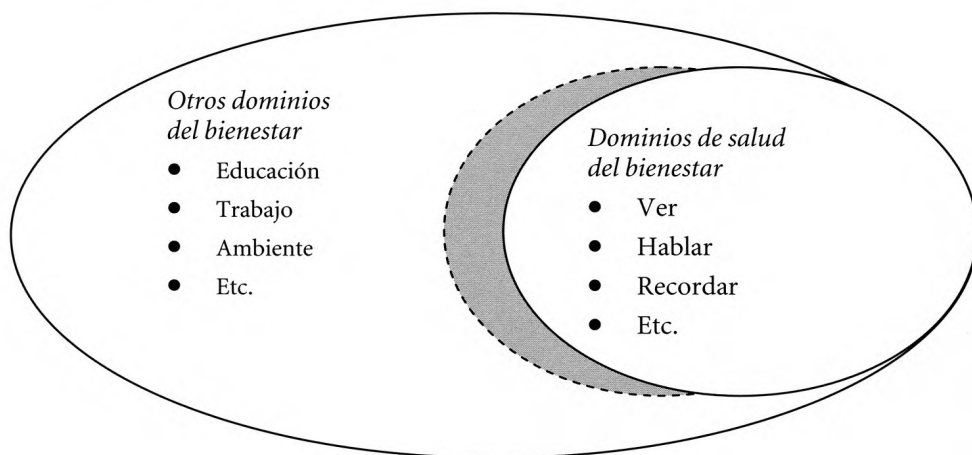 Otros dominios
del bienestar
● Educación
● Trabajo
● Ambiente
● Etc.
Dominios de salud
del bienestar
● Ver
● Hablar
● Recordar
● Etc.